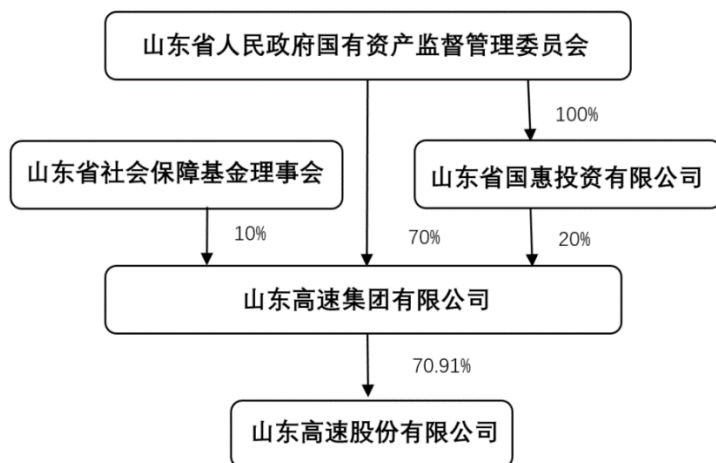 山东省人民政府国有资产监督管理委员会
100%
山东省社会保障基金理事会
山东省国惠投资有限公司
10%
70%
20%
山东高速集团有限公司
70.91%
山东高速股份有限公司